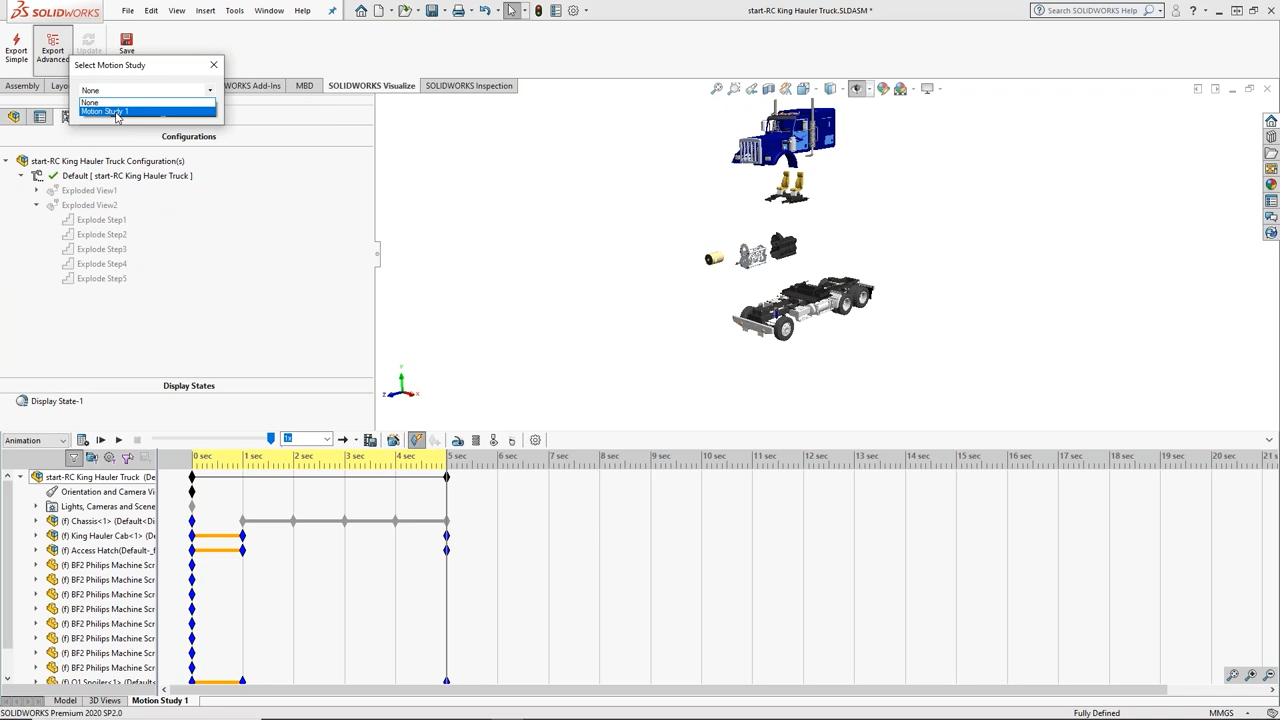 SOLIDWORKS
File Edit View Insert Tools Window Help
start-RC King Hauler Truck.SLDASM *
Search SOLIDWORKS Help
Export Simple
Export Advanced
Update
Save
Select Motion Study
None
None
Motion Study 1
Assembly
WORKS Add-Ins
MBD
SOLIDWORKS Visualize
SOLIDWORKS Inspection
Configurations
start-RC King Hauler Truck Configuration(s)
Default [ start-RC King Hauler Truck ]
Exploded View1
Exploded View2
Explode Step1
Explode Step2
Explode Step3
Explode Step4
Explode Step5
Display States
Display State-1
Y
Z X
Animation
1x
0 sec 1 sec 2 sec 3 sec 4 sec 5 sec 6 sec 7 sec 8 sec 9 sec 10 sec 11 sec 12 sec 13 sec 14 sec 15 sec 16 sec 17 sec 18 sec 19 sec 20 sec 21 s
start-RC King Hauler Truck (De
Orientation and Camera Vi
Lights, Cameras and Scene
(f) Chassis<1> (Default<Di
(f) King Hauler Cab<1> (De
(f) Access Hatch(Default-_f
(f) BF2 Philips Machine Scr
(f) BF2 Philips Machine Scr
(f) BF2 Philips Machine Scr
(f) BF2 Philips Machine Scr
(f) BF2 Philips Machine Scr
(f) BF2 Philips Machine Scr
(f) BF2 Philips Machine Scr
(f) BF2 Philips Machine Scr
(f) O1 Spoiler<1> (Default<
Model 3D Views Motion Study 1
SOLIDWORKS Premium 2020 SP2.0
Fully Defined
MMGS